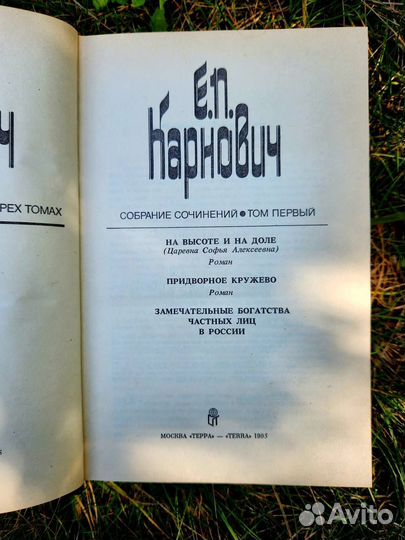 Ч
РЕХ ТОМАХ
Е.П.
Карнович
СОБРАНИЕ СОЧИНЕНИЙ • ТОМ ПЕРВЫЙ
НА ВЫСОТЕ И НА ДОЛЕ
(Царевна Софья Алексеевна)
Роман
ПРИДВОРНОЕ КРУЖЕВО
Роман
ЗАМЕЧАТЕЛЬНЫЕ БОГАТСТВА
ЧАСТНЫХ ЛИЦ
В РОССИИ
МОСКВА «ТЕРРА» — «TERRA» 1995
Avito